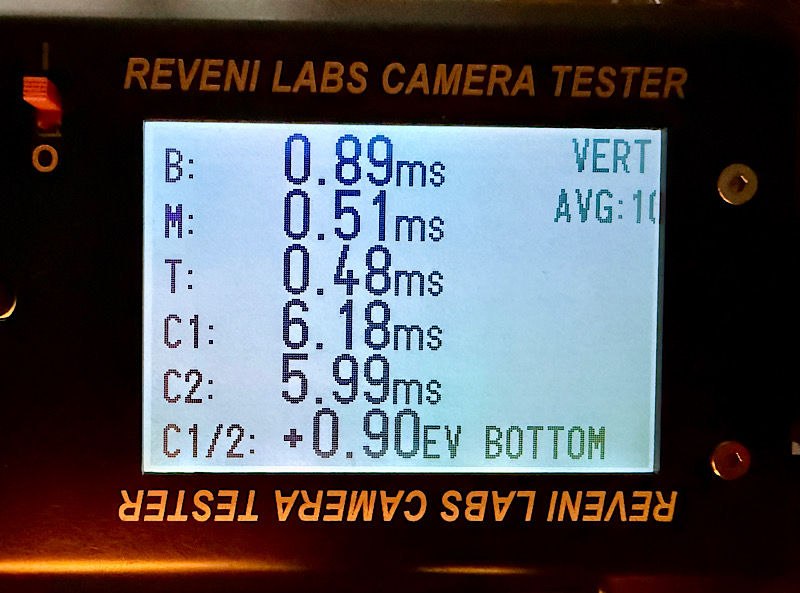 REVENI LABS CAMERA TESTER
B: 0.89ms VERT
M: 0.51ms AVG:10
T: 0.48ms
C1: 6.18ms
C2: 5.99ms
C1/2: +0.90EV BOTTOM
REVENI LABS CAMERA TESTER
O